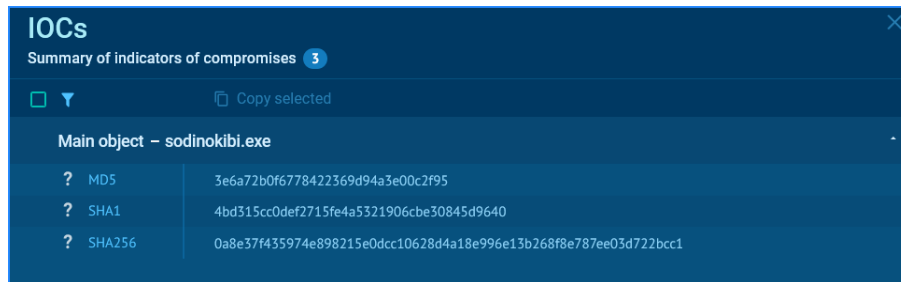 IOCs
Summary of indicators of compromises 3
Copy selected
Main object – sodinokibi.exe
? MD5 3e6a72b0f6778422369d94a3e00c2f95
? SHA1 4bd315cc0def2715fe4a5321906cbe30845d9640
? SHA256 0a8e37f435974e898215e0dcc10628d4a18e996e13b268f8e787ee03d722bcc1